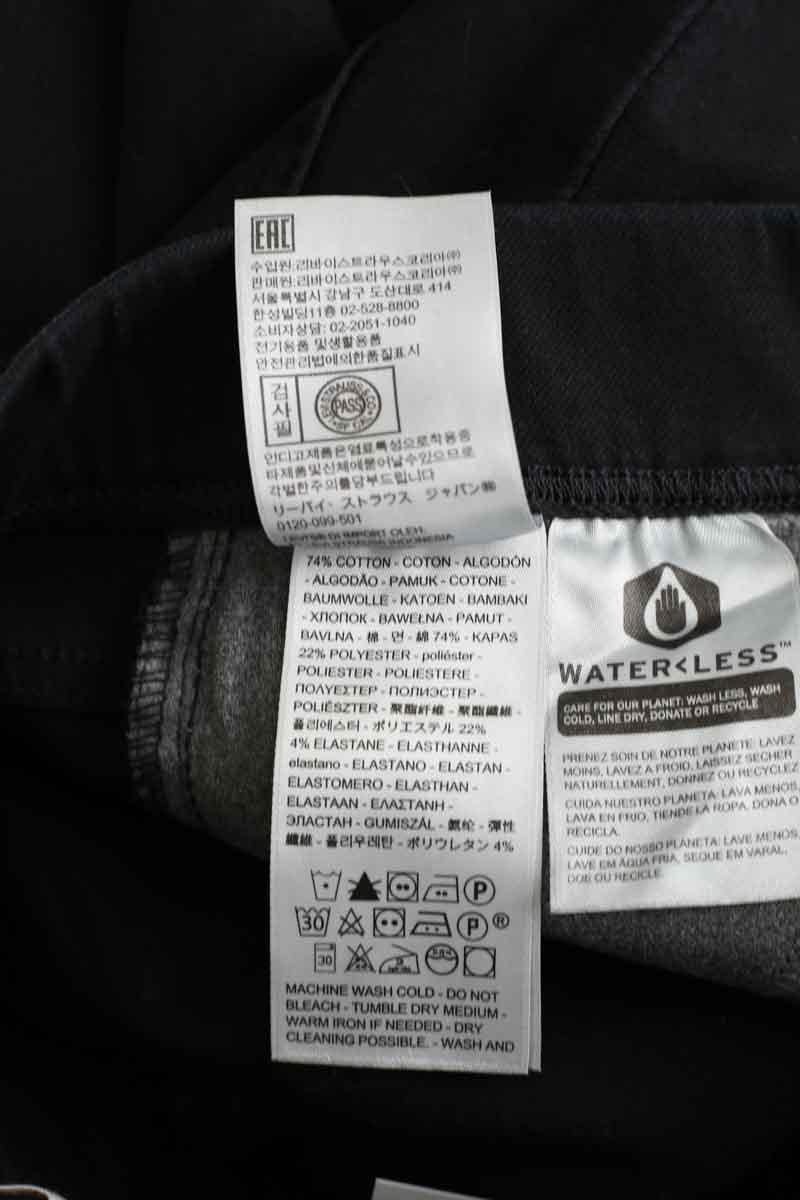 EAC
수입원:리바이스트라우스코리아㈜
판매원:리바이스트라우스코리아㈜
서울특별시 강남구 도산대로 414
한성빌딩11층 02-528-8800
소비자상담: 02-2051-1040
전기용품 및생활용품
안전관리법에의한품질표시
검사필
LEVI STRAUSS & CO
PASS
인디고제품은염료특성으로착용중
타제품및신체에묻어날수있으므로
각별한주의를당부드립니다
リーバイ・ストラウス ジャパン㈱
0120-099-501
LEVI'S® DI IMPORT OLEH:
STRAUSS INDONESIA
74% COTTON - COTON - ALGODÓN
- ALGODÃO - PAMUK - COTONE -
BAUMWOLLE - KATOEN - BAMBAKI
- ХЛОПОК - BAWEŁNA - PAMUT -
BAVLNA - 棉 - 면 - 綿 74% - KAPAS
22% POLYESTER - poliéster -
POLIESTER - POLIESTERE -
ΠΟΛΥΕΣΤΕΡ - ПОЛИЭСТЕР -
POLIÉSZTER - 聚酯纤维 - 聚酯纖維 -
폴리에스터 - ポリエステル 22%
4% ELASTANE - ELASTHANNE -
elastano - ELASTANO - ELASTAN -
ELASTOMERO - ELASTHAN -
ELASTAAN - ΕΛΑΣΤΑΝΗ -
ЭЛАСТАН - GUMISZÁL - 氨纶 - 彈性
纖維 - 폴리우레탄 - ポリウレタン 4%
P
30 P ®
30
MACHINE WASH COLD - DO NOT
BLEACH - TUMBLE DRY MEDIUM -
WARM IRON IF NEEDED - DRY
CLEANING POSSIBLE. - WASH AND
WATER<LESS™
CARE FOR OUR PLANET: WASH LESS, WASH
COLD, LINE DRY, DONATE OR RECYCLE
PRENEZ SOIN DE NOTRE PLANETE: LAVEZ
MOINS, LAVEZ A FROID, LAISSEZ SECHER
NATURELLEMENT, DONNEZ OU RECYCLEZ
CUIDA NUESTRO PLANETA: LAVA MENOS,
LAVA EN FRIO, TIENDE LA ROPA, DONA O
RECICLA.
CUIDE DO NOSSO PLANETA: LAVE MENOS,
LAVE EM ÁGUA FRIA, SEQUE EM VARAL,
DOE OU RECICLE.